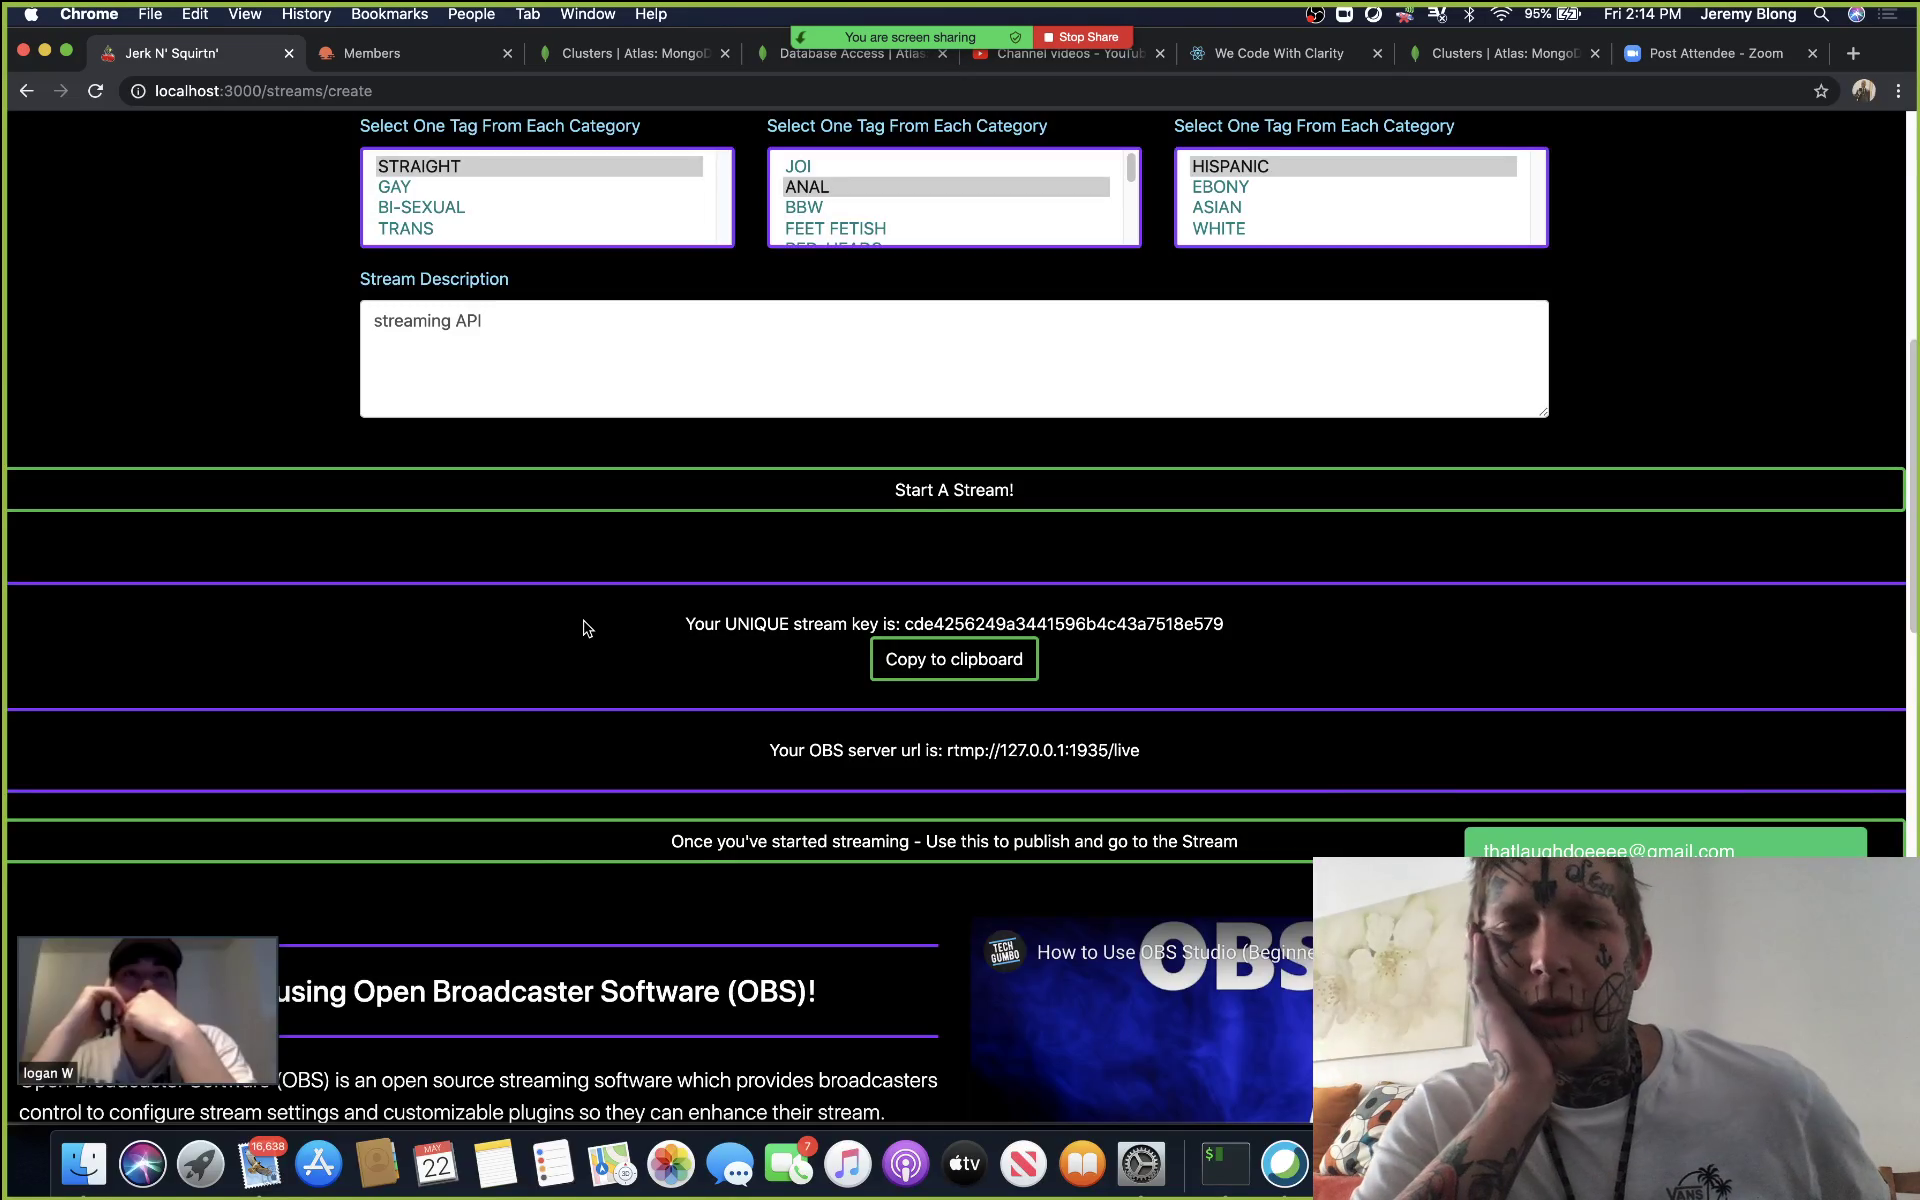 Chrome File Edit View History Bookmarks People Tab Window Help
95% Fri 2:14 PM Jeremy Blong
You are screen sharing Stop Share
Jerk N' Squirtn' Members Clusters | Atlas: MongoD Database Access | Atlas Channel videos - YouTub We Code With Clarity Clusters | Atlas: MongoD Post Attendee - Zoom
localhost:3000/streams/create
Select One Tag From Each Category Select One Tag From Each Category Select One Tag From Each Category
STRAIGHT JOI HISPANIC
GAY ANAL EBONY
BI-SEXUAL BBW ASIAN
TRANS FEET FETISH WHITE
Stream Description
streaming API
Start A Stream!
Your UNIQUE stream key is: cde4256249a3441596b4c43a7518e579
Copy to clipboard
Your OBS server url is: rtmp://127.0.0.1:1935/live
Once you've started streaming - Use this to publish and go to the Stream
thatlaughdoeeee@gmail.com
OBS
TECH GUMBO How to Use OBS Studio (Beginne
using Open Broadcaster Software (OBS)!
logan W
(OBS) is an open source streaming software which provides broadcasters
control to configure stream settings and customizable plugins so they can enhance their stream.
16,638 MAY 22 7 tv $
VANS